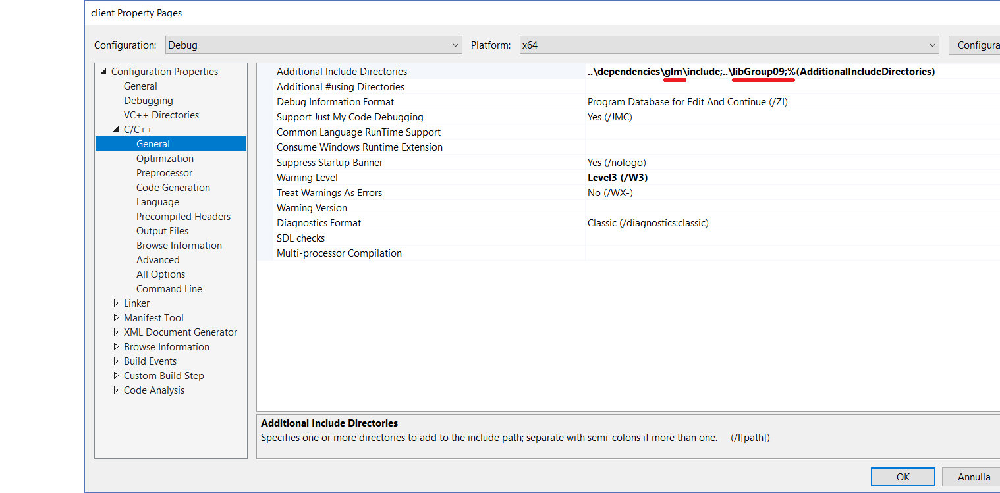 client Property Pages
Configuration: Debug Platform: x64 Configura
Configuration Properties
General
Debugging
VC++ Directories
C/C++
General
Optimization
Preprocessor
Code Generation
Language
Precompiled Headers
Output Files
Browse Information
Advanced
All Options
Command Line
Linker
Manifest Tool
XML Document Generator
Browse Information
Build Events
Custom Build Step
Code Analysis
Additional Include Directories ..\dependencies\glm\include;..\libGroup09;%(AdditionalIncludeDirectories)
Additional #using Directories
Debug Information Format Program Database for Edit And Continue (/ZI)
Support Just My Code Debugging Yes (/JMC)
Common Language RunTime Support
Consume Windows Runtime Extension
Suppress Startup Banner Yes (/nologo)
Warning Level Level3 (/W3)
Treat Warnings As Errors No (/WX-)
Warning Version
Diagnostics Format Classic (/diagnostics:classic)
SDL checks
Multi-processor Compilation
Additional Include Directories
Specifies one or more directories to add to the include path; separate with semi-colons if more than one. (/I[path])
OK Annulla